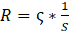 R = ς * 1/S